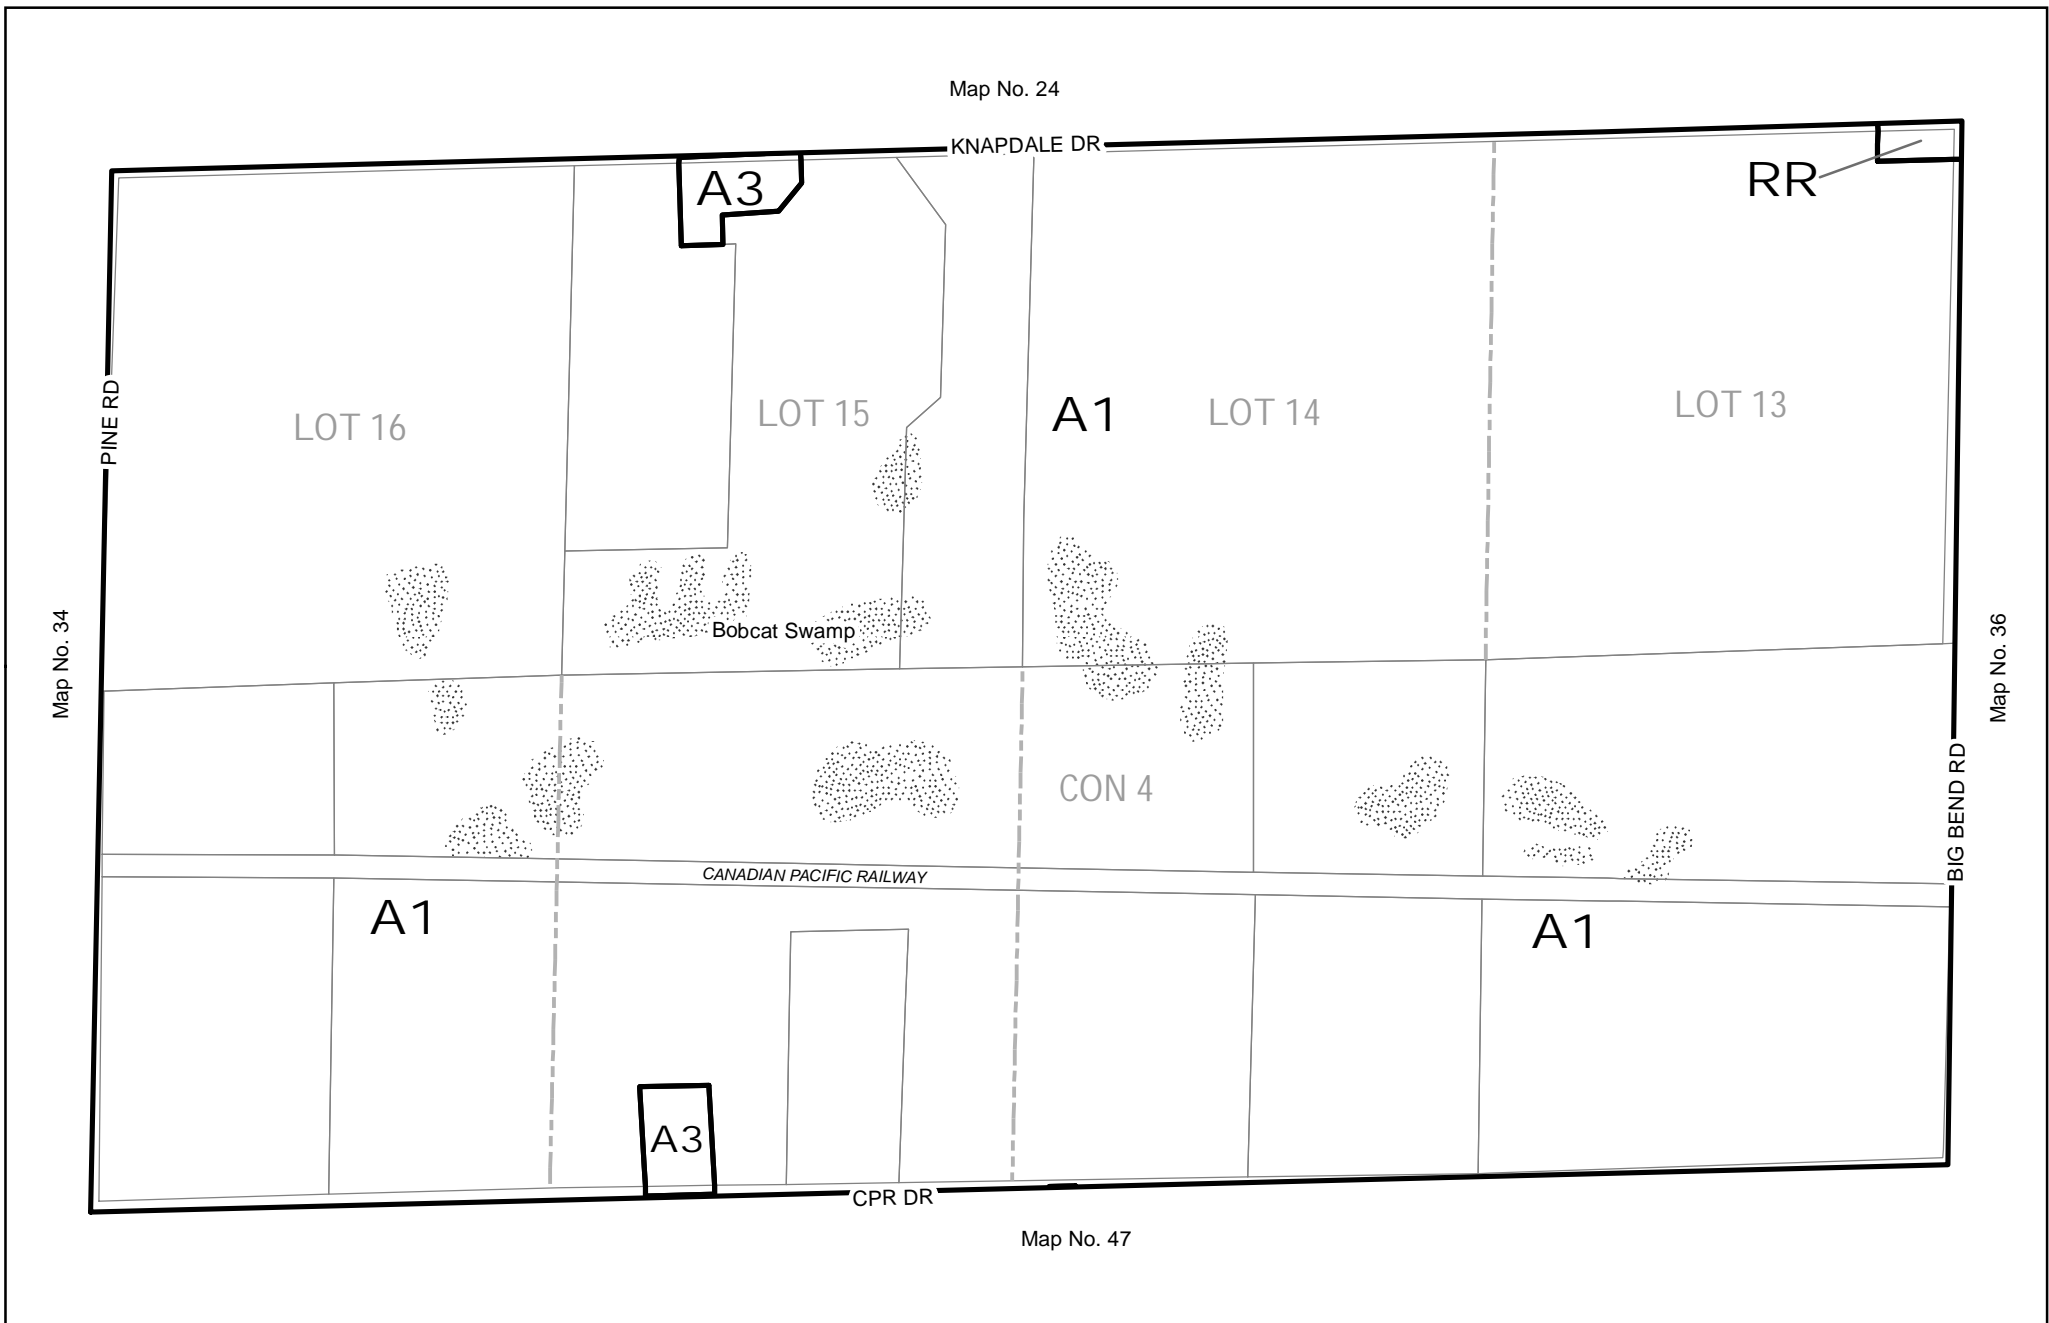 Map No. 24
KNAPDALE DR
A3
RR
PINE RD
LOT 16
LOT 15
A1
LOT 14
LOT 13
Map No. 34
Bobcat Swamp
Map No. 36
CON 4
BIG BEND RD
CANADIAN PACIFIC RAILWAY
A1
A1
A3
CPR DR
Map No. 47